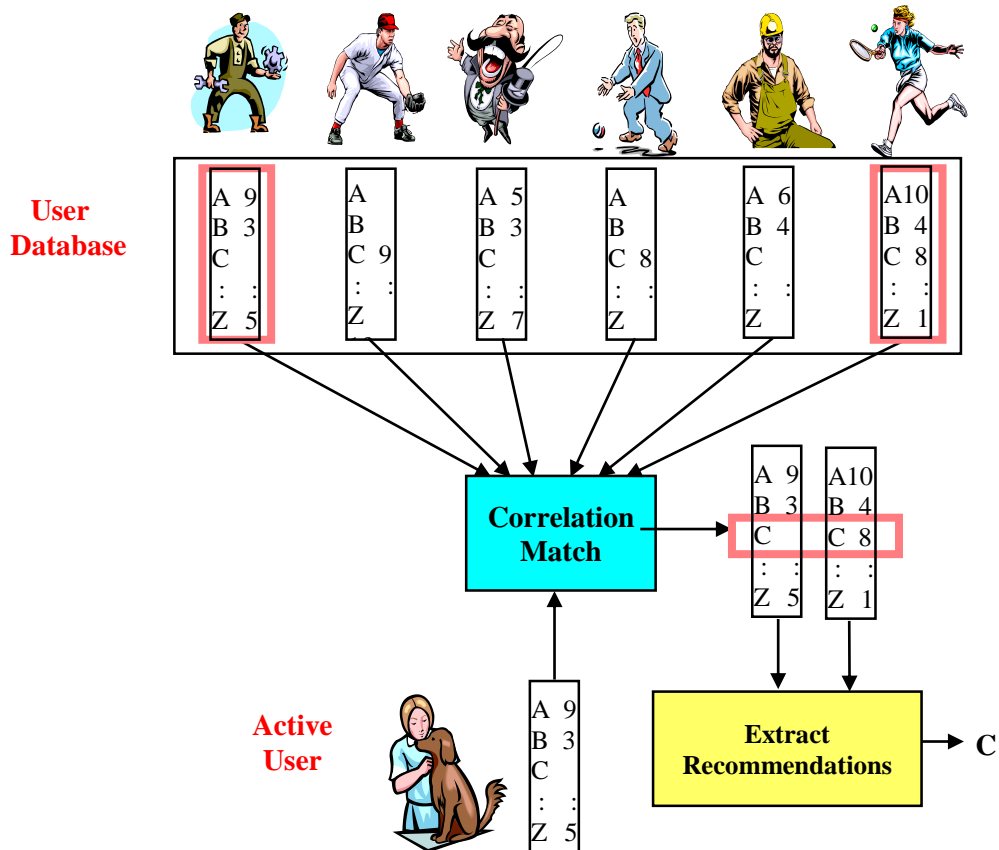 User
Database
A 9
B 3
C
: :
Z 5
A
B
C 9
: :
Z
A 5
B 3
C
: :
Z 7
A
B
C 8
: :
Z
A 6
B 4
C
: :
Z
A10
B 4
C 8
: :
Z 1
Correlation
Match
A 9
B 3
C
: :
Z 5
A10
B 4
C 8
: :
Z 1
Active
User
A 9
B 3
C
: :
Z 5
Extract
Recommendations
C